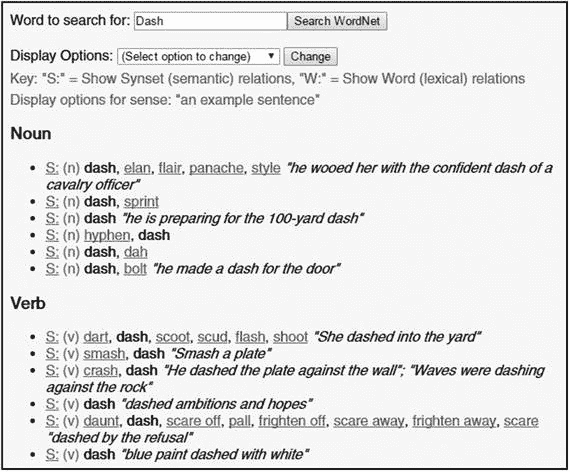 Word to search for: Dash Search WordNet
Display Options: (Select option to change) Change
Key: "S:" = Show Synset (semantic) relations, "W:" = Show Word (lexical) relations
Display options for sense: "an example sentence"
Noun
• S: (n) dash, elan, flair, panache, style "he wooed her with the confident dash of a
cavalry officer"
• S: (n) dash, sprint
• S: (n) dash "he is preparing for the 100-yard dash"
• S: (n) hyphen, dash
• S: (n) dash, dah
• S: (n) dash, bolt "he made a dash for the door"
Verb
• S: (v) dart, dash, scoot, scud, flash, shoot "She dashed into the yard"
• S: (v) smash, dash "Smash a plate"
• S: (v) crash, dash "He dashed the plate against the wall"; "Waves were dashing
against the rock"
• S: (v) dash "dashed ambitions and hopes"
• S: (v) daunt, dash, scare off, pall, frighten off, scare away, frighten away, scare
"dashed by the refusal"
• S: (v) dash "blue paint dashed with white"